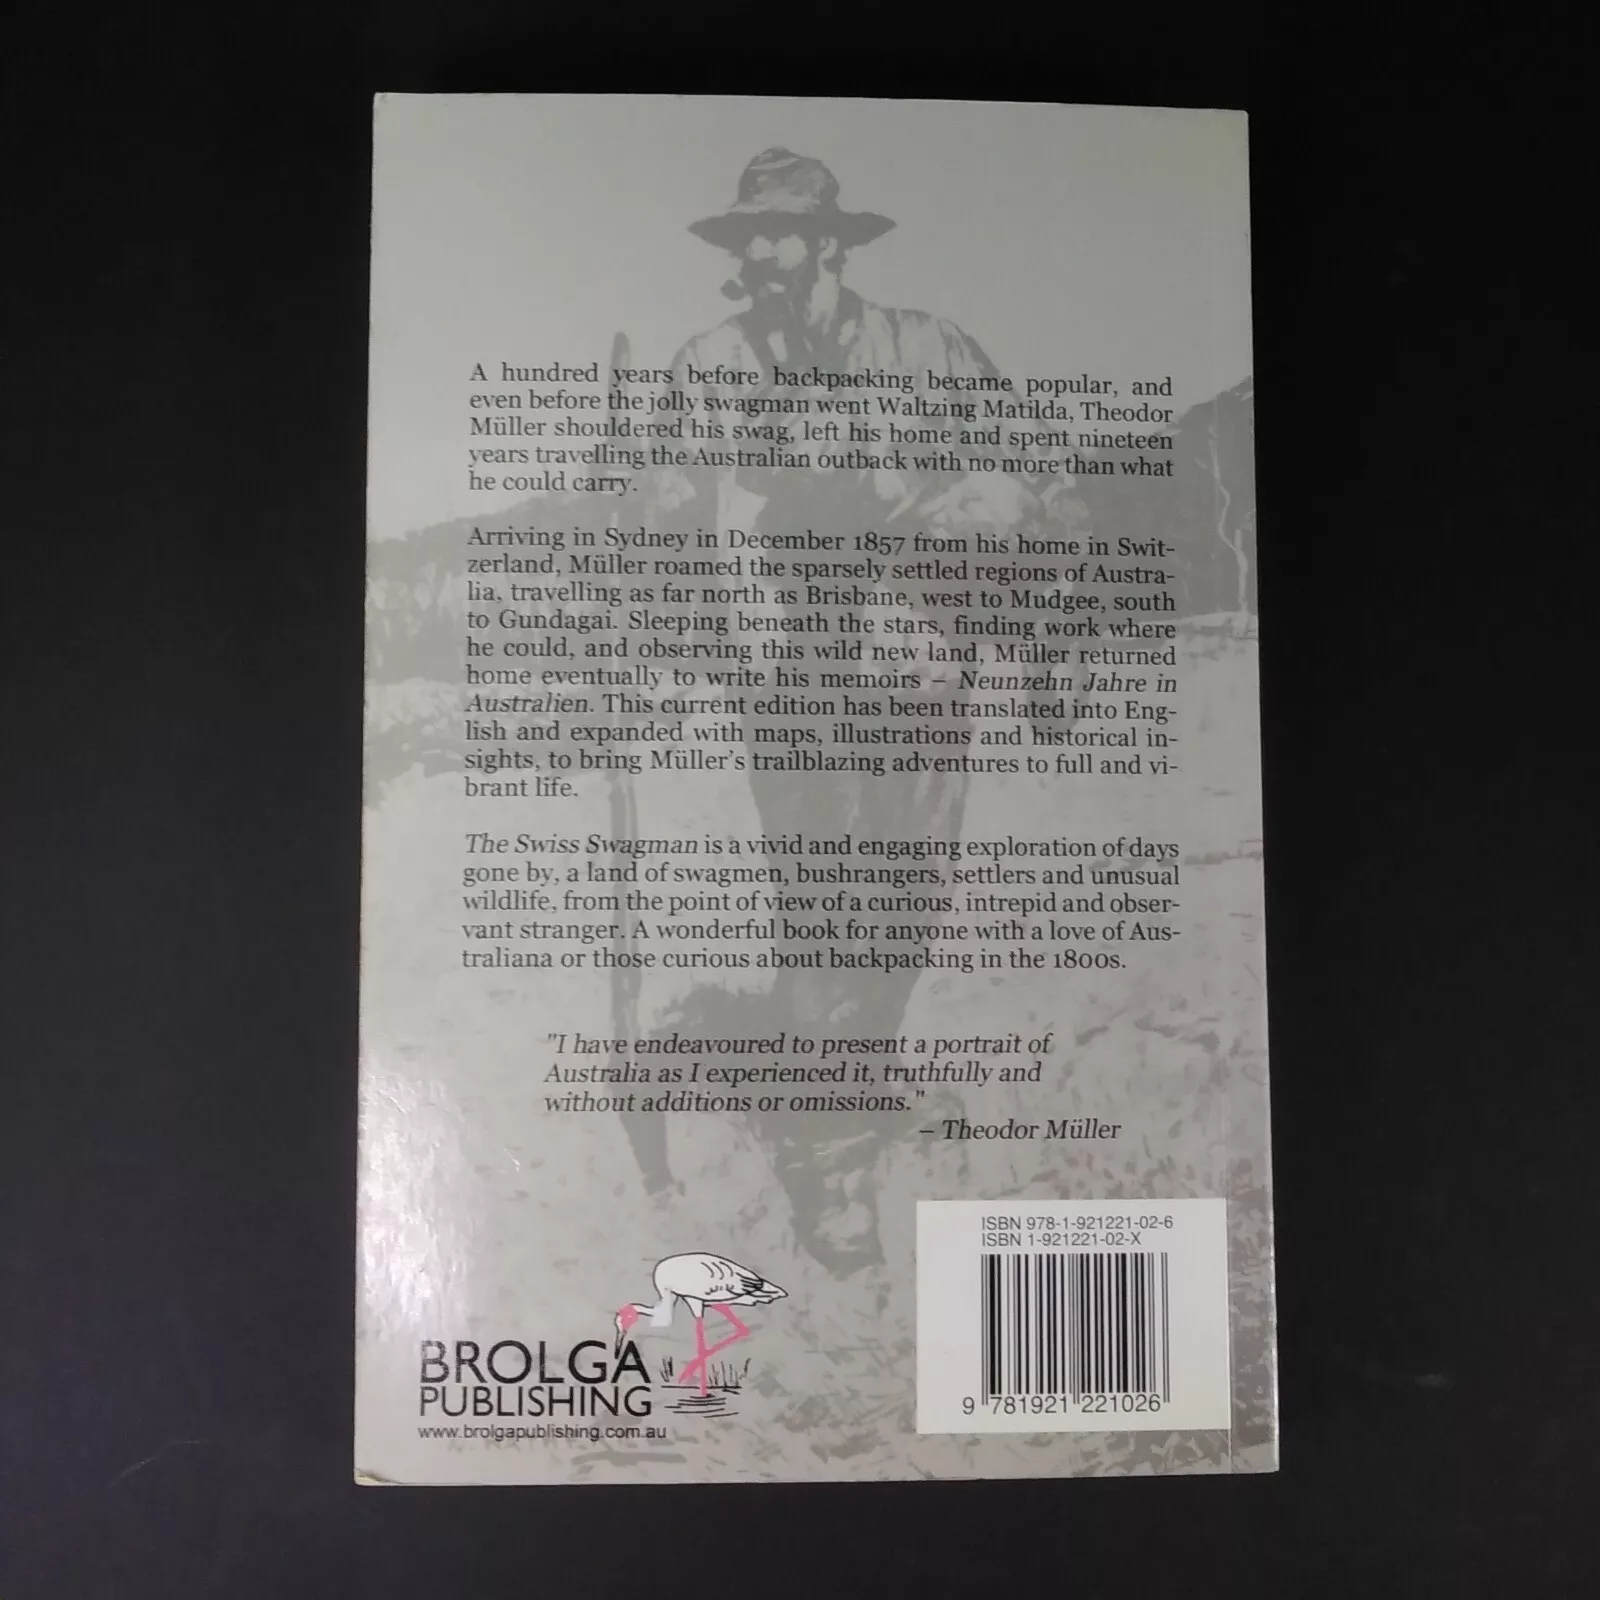 A hundred years before backpacking became popular, and
even before the jolly swagman went Waltzing Matilda, Theodor
Müller shouldered his swag, left his home and spent nineteen
years travelling the Australian outback with no more than what
he could carry.
Arriving in Sydney in December 1857 from his home in Swit-
zerland, Müller roamed the sparsely settled regions of Austra-
lia, travelling as far north as Brisbane, west to Mudgee, south
to Gundagai. Sleeping beneath the stars, finding work where
he could, and observing this wild new land, Müller returned
home eventually to write his memoirs – Neunzehn Jahre in
Australien. This current edition has been translated into Eng-
lish and expanded with maps, illustrations and historical in-
sights, to bring Müller's trailblazing adventures to full and vi-
brant life.
The Swiss Swagman is a vivid and engaging exploration of days
gone by, a land of swagmen, bushrangers, settlers and unusual
wildlife, from the point of view of a curious, intrepid and obser-
vant stranger. A wonderful book for anyone with a love of Aus-
traliana or those curious about backpacking in the 1800s.
"I have endeavoured to present a portrait of
Australia as I experienced it, truthfully and
without additions or omissions."
– Theodor Müller
ISBN 978-1-921221-02-6
ISBN 1-921221-02-X
9 781921 221026
BROLGA
PUBLISHING
www.brolgapublishing.com.au